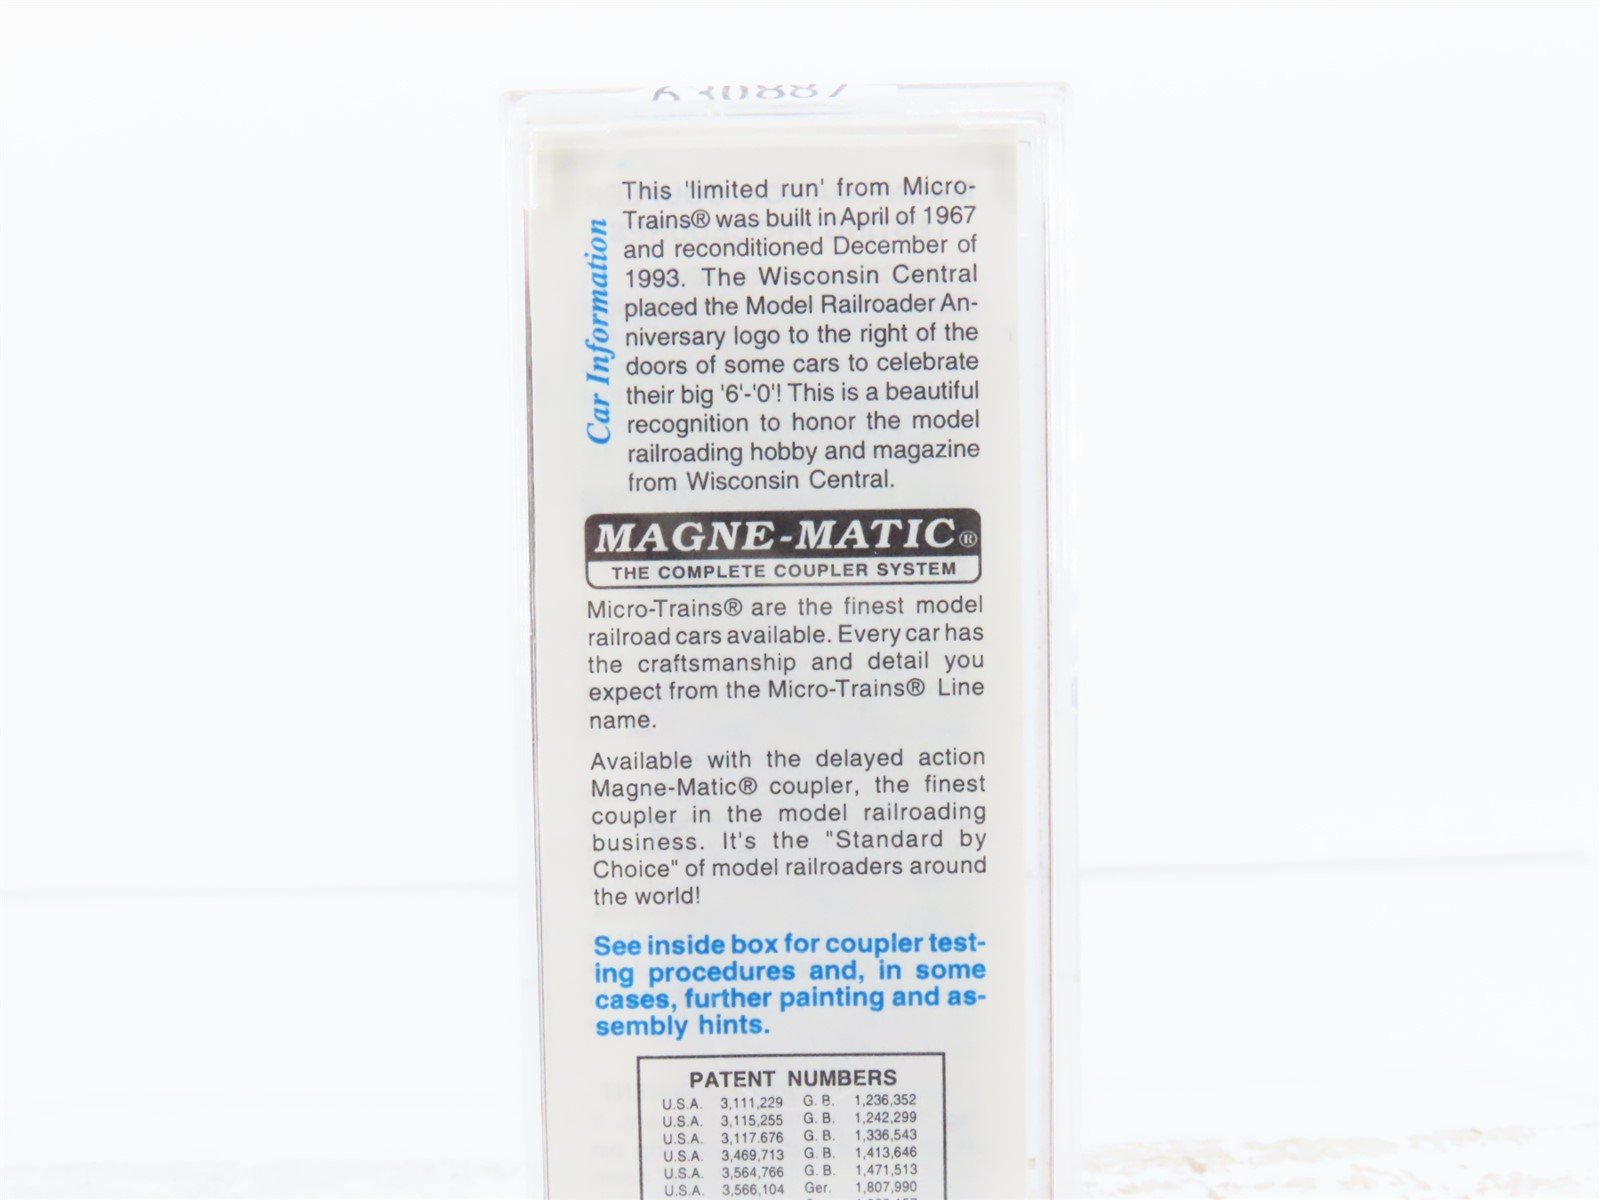 630887
This 'limited run' from Micro-
Trains® was built in April of 1967
and reconditioned December of
1993. The Wisconsin Central
placed the Model Railroader An-
niversary logo to the right of the
doors of some cars to celebrate
their big '6'-'0'! This is a beautiful
recognition to honor the model
railroading hobby and magazine
from Wisconsin Central.
Car Information
MAGNE-MATIC®
THE COMPLETE COUPLER SYSTEM
Micro-Trains® are the finest model
railroad cars available. Every car has
the craftsmanship and detail you
expect from the Micro-Trains® Line
name.
Available with the delayed action
Magne-Matic® coupler, the finest
coupler in the model railroading
business. It's the "Standard by
Choice" of model railroaders around
the world!
See inside box for coupler test-
ing procedures and, in some
cases, further painting and as-
sembly hints.
PATENT NUMBERS
U.S.A. 3,111,229 G. B. 1,236,352
U.S.A. 3,115,255 G. B. 1,242,299
U.S.A. 3,117.676 G. B. 1,336,543
U.S.A. 3,469,713 G. B. 1,413,646
U.S.A. 3,564,766 G. B. 1,471,513
U.S.A. 3,566,104 Ger. 1,807,990